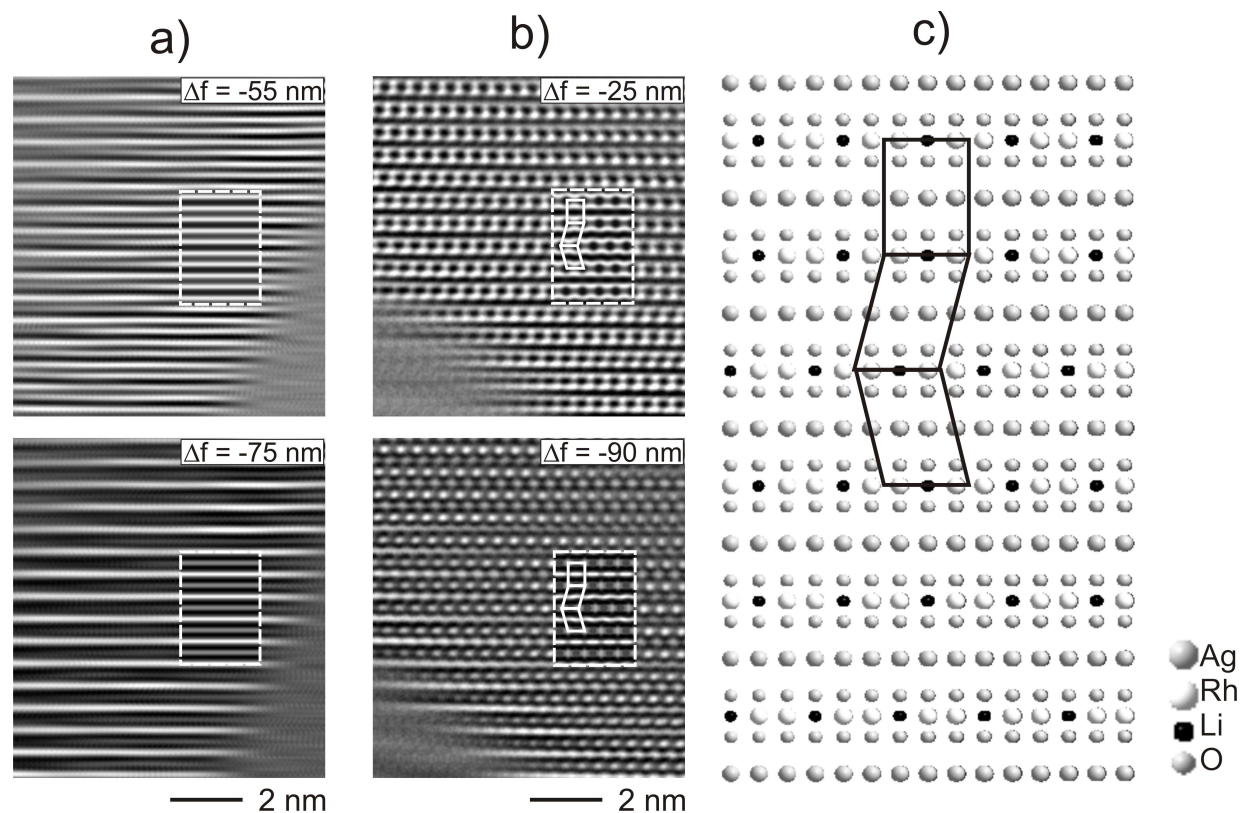 a)
b)
c)
Δf = -55 nm
Δf = -25 nm
Δf = -75 nm
Δf = -90 nm
2 nm
2 nm
Ag
Rh
Li
O